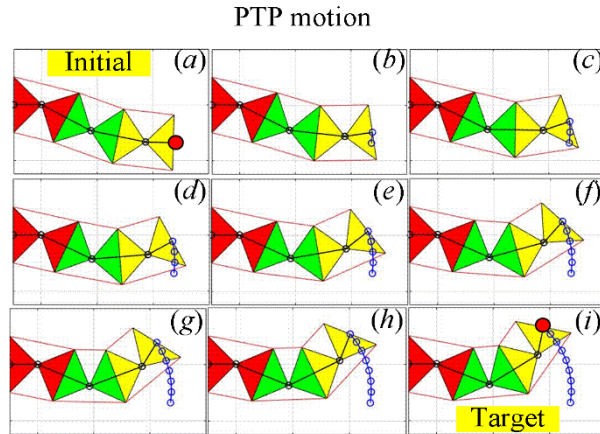 PTP motion
Initial (a) (b) (c)
(d) (e) (f)
(g) (h) (i)
Target